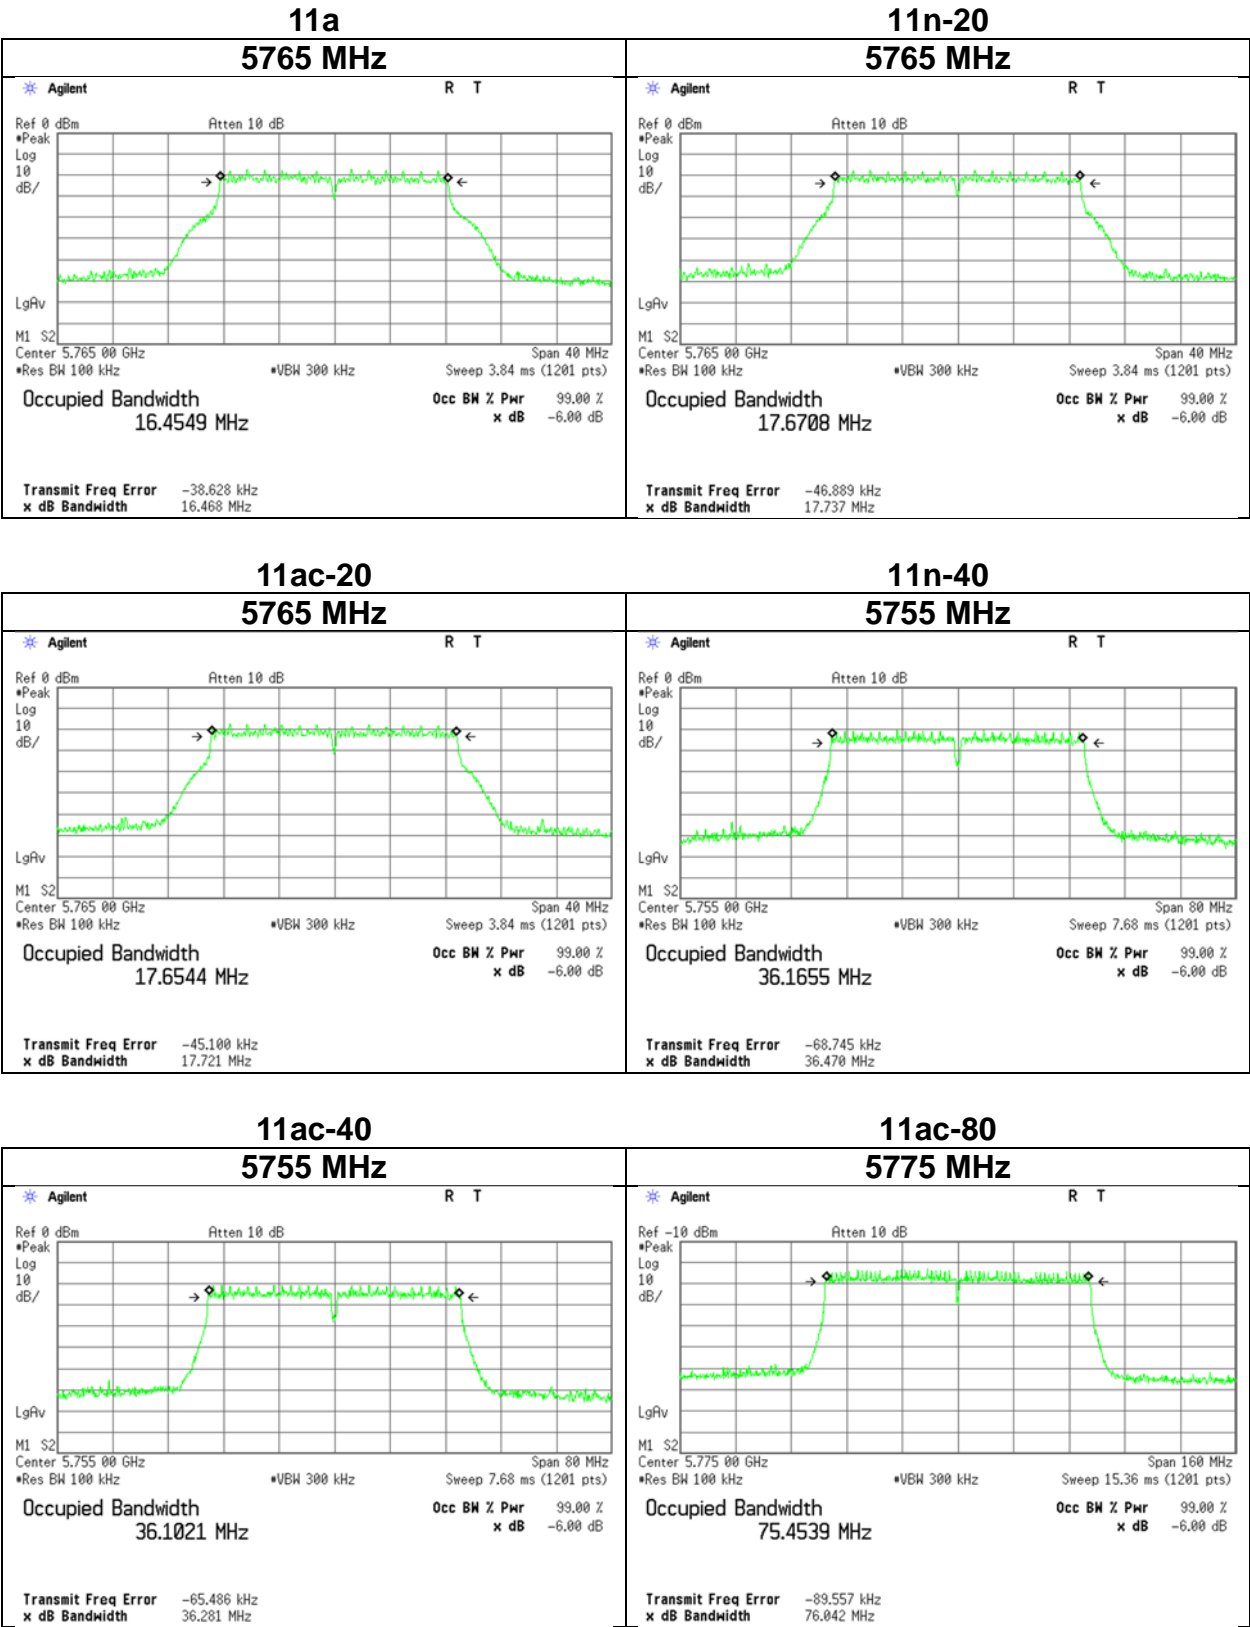 11a
5765 MHz
Agilent R T
Ref 0 dBm Atten 10 dB
#Peak
Log
10
dB/
LgAv
M1 S2
Center 5.765 00 GHz Span 40 MHz
#Res BW 100 kHz #VBW 300 kHz Sweep 3.84 ms (1201 pts)
Occupied Bandwidth Occ BW % Pwr 99.00 %
16.4549 MHz x dB -6.00 dB
Transmit Freq Error -38.628 kHz
x dB Bandwidth 16.468 MHz
11n-20
5765 MHz
Agilent R T
Ref 0 dBm Atten 10 dB
#Peak
Log
10
dB/
LgAv
M1 S2
Center 5.765 00 GHz Span 40 MHz
#Res BW 100 kHz #VBW 300 kHz Sweep 3.84 ms (1201 pts)
Occupied Bandwidth Occ BW % Pwr 99.00 %
17.6708 MHz x dB -6.00 dB
Transmit Freq Error -46.889 kHz
x dB Bandwidth 17.737 MHz
11ac-20
5765 MHz
Agilent R T
Ref 0 dBm Atten 10 dB
#Peak
Log
10
dB/
LgAv
M1 S2
Center 5.765 00 GHz Span 40 MHz
#Res BW 100 kHz #VBW 300 kHz Sweep 3.84 ms (1201 pts)
Occupied Bandwidth Occ BW % Pwr 99.00 %
17.6544 MHz x dB -6.00 dB
Transmit Freq Error -45.100 kHz
x dB Bandwidth 17.721 MHz
11n-40
5755 MHz
Agilent R T
Ref 0 dBm Atten 10 dB
#Peak
Log
10
dB/
LgAv
M1 S2
Center 5.755 00 GHz Span 80 MHz
#Res BW 100 kHz #VBW 300 kHz Sweep 7.68 ms (1201 pts)
Occupied Bandwidth Occ BW % Pwr 99.00 %
36.1655 MHz x dB -6.00 dB
Transmit Freq Error -68.745 kHz
x dB Bandwidth 36.470 MHz
11ac-40
5755 MHz
Agilent R T
Ref 0 dBm Atten 10 dB
#Peak
Log
10
dB/
LgAv
M1 S2
Center 5.755 00 GHz Span 80 MHz
#Res BW 100 kHz #VBW 300 kHz Sweep 7.68 ms (1201 pts)
Occupied Bandwidth Occ BW % Pwr 99.00 %
36.1021 MHz x dB -6.00 dB
Transmit Freq Error -65.486 kHz
x dB Bandwidth 36.281 MHz
11ac-80
5775 MHz
Agilent R T
Ref -10 dBm Atten 10 dB
#Peak
Log
10
dB/
LgAv
M1 S2
Center 5.775 00 GHz Span 160 MHz
#Res BW 100 kHz #VBW 300 kHz Sweep 15.36 ms (1201 pts)
Occupied Bandwidth Occ BW % Pwr 99.00 %
75.4539 MHz x dB -6.00 dB
Transmit Freq Error -89.557 kHz
x dB Bandwidth 76.042 MHz